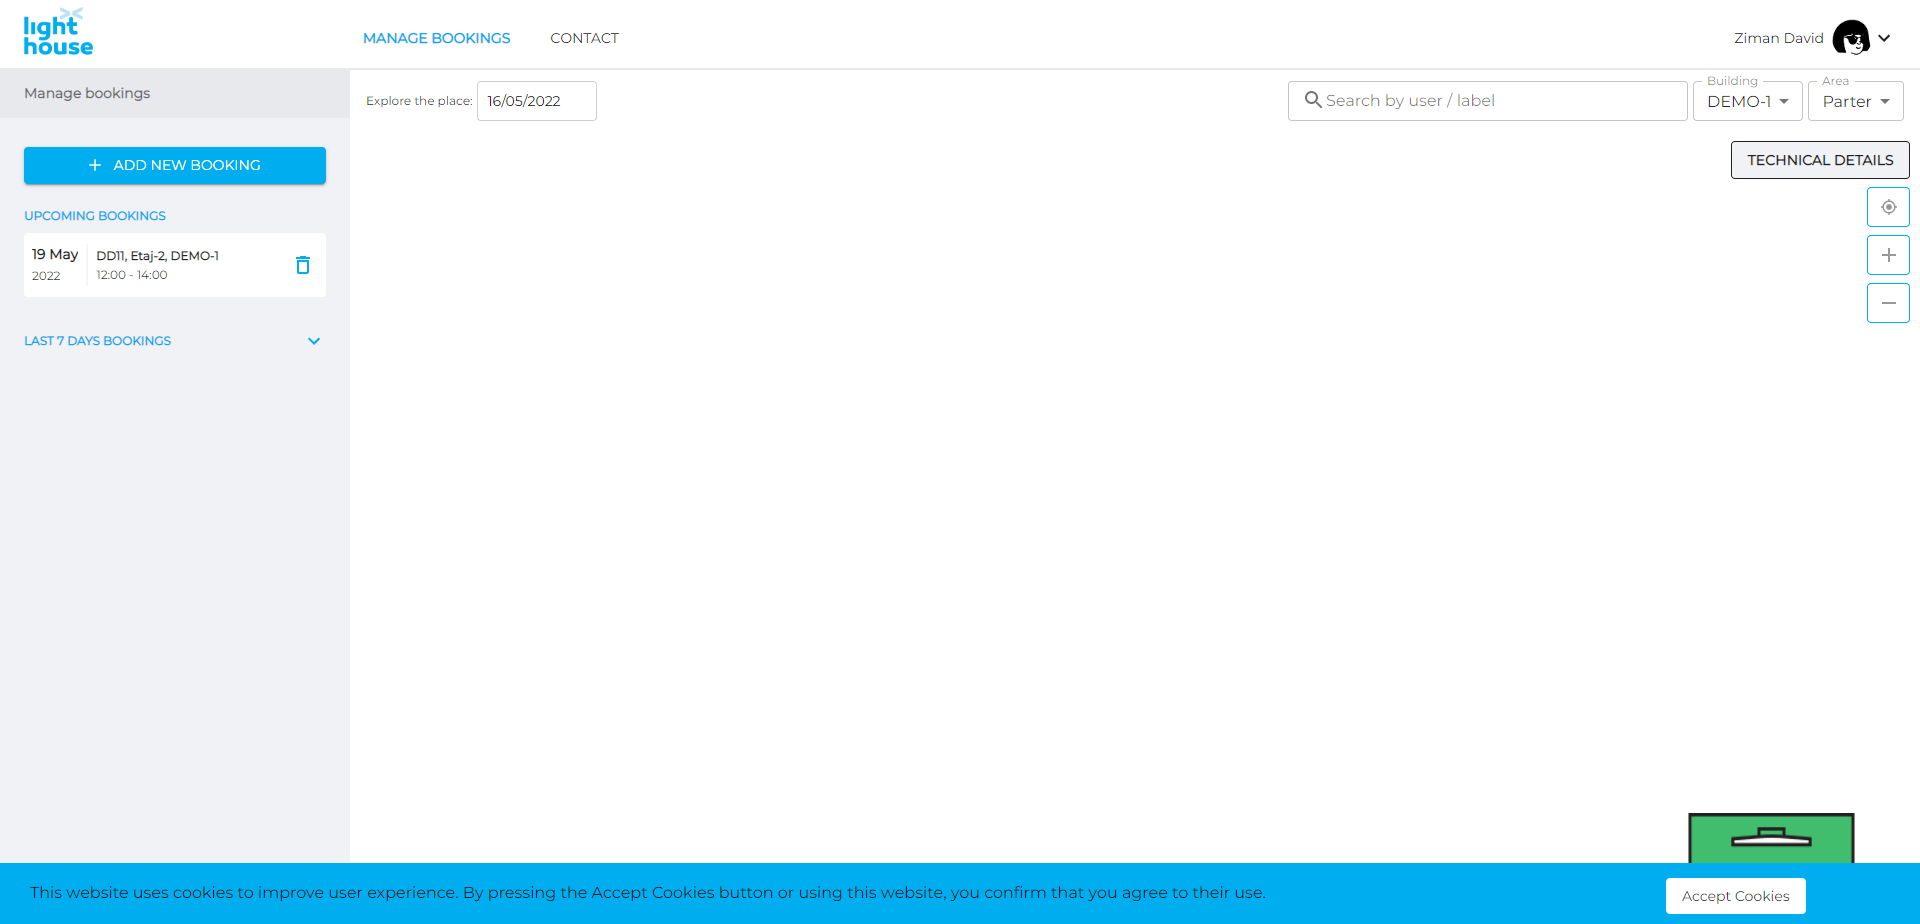 light
house
MANAGE BOOKINGS
CONTACT
Ziman David
Manage bookings
Explore the place:
16/05/2022
Search by user / label
Building
DEMO-1
Area
Parter
ADD NEW BOOKING
TECHNICAL DETAILS
UPCOMING BOOKINGS
19 May
2022
DD11, Etaj-2, DEMO-1
12:00 - 14:00
LAST 7 DAYS BOOKINGS
This website uses cookies to improve user experience. By pressing the Accept Cookies button or using this website, you confirm that you agree to their use.
Accept Cookies